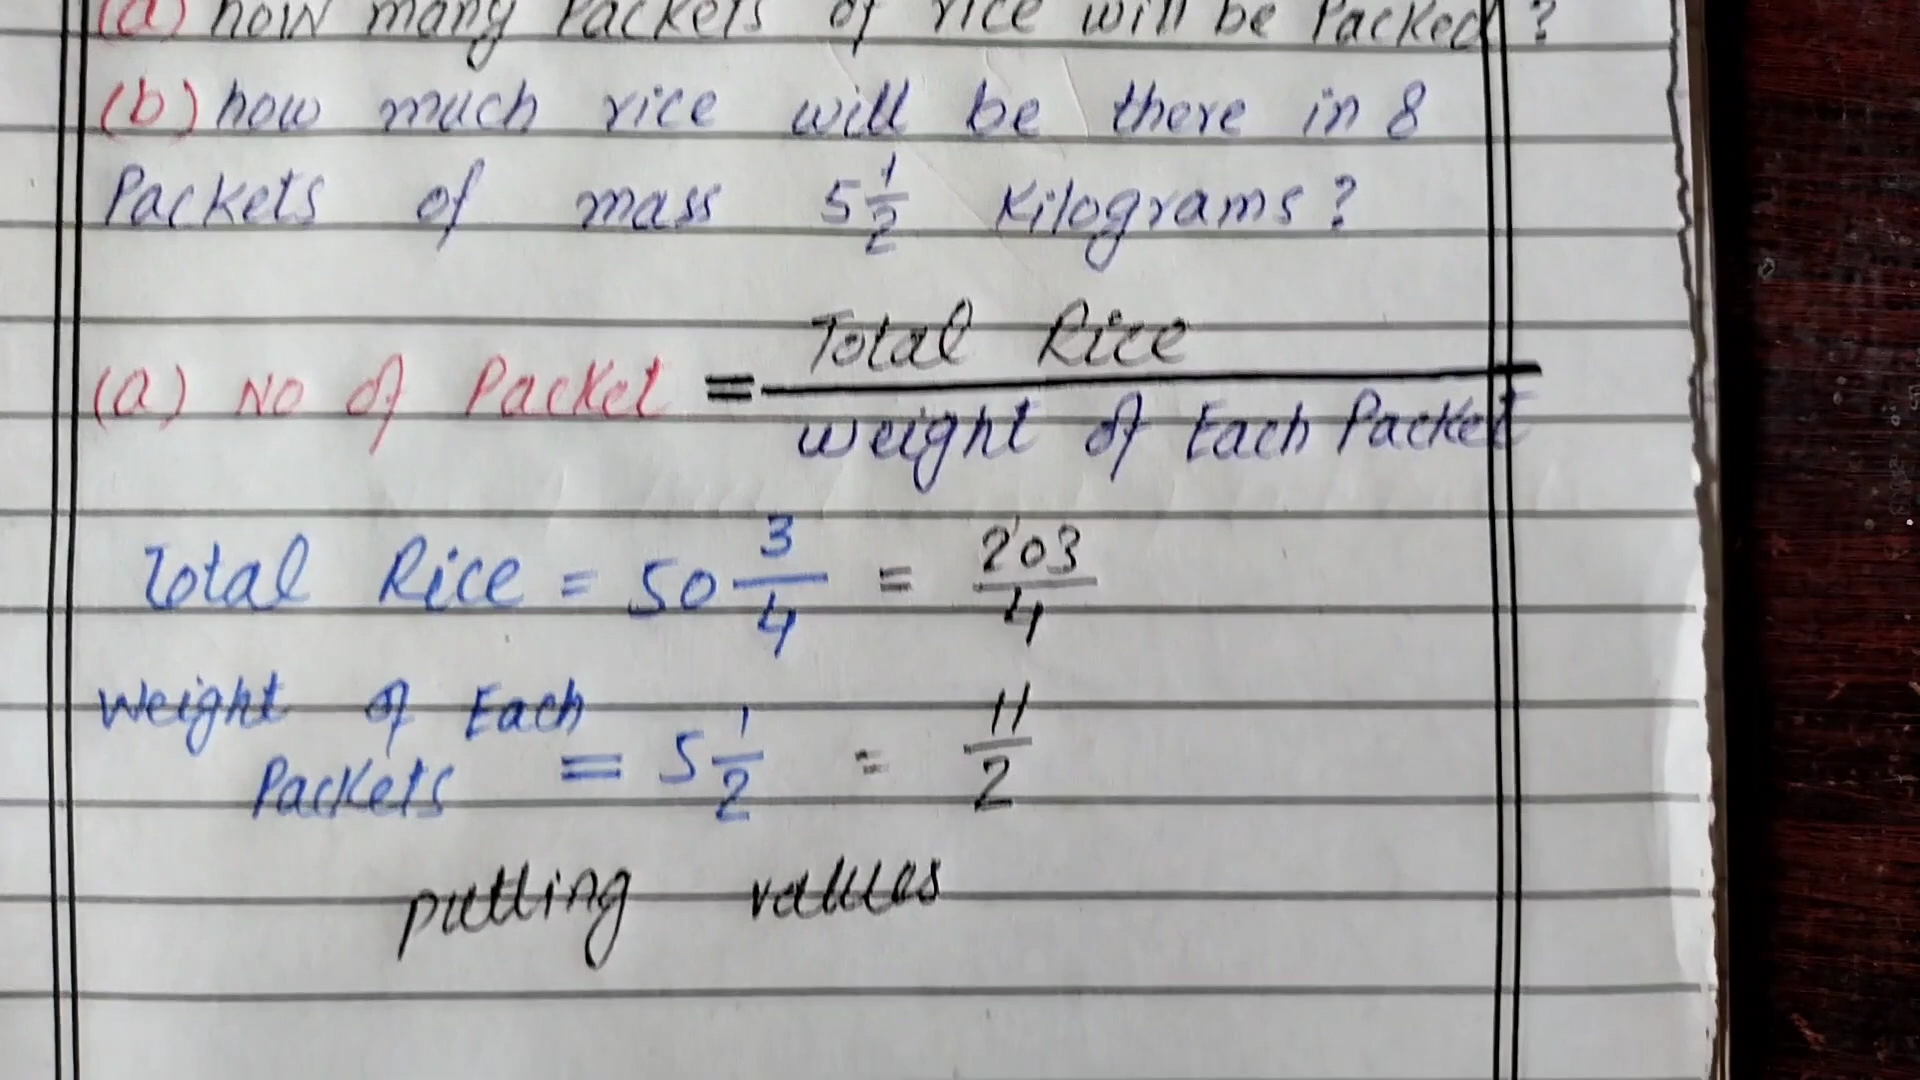 (a) how many Packets of rice will be Packed?
(b) how much rice will be there in 8
Packets of mass 5 1/2 Kilograms?
(a) No of Packet = Total Rice / weight of Each Packet
Total Rice = 50 3/4 = 203/4
Weight of Each
Packets = 5 1/2 = 11/2
putting values